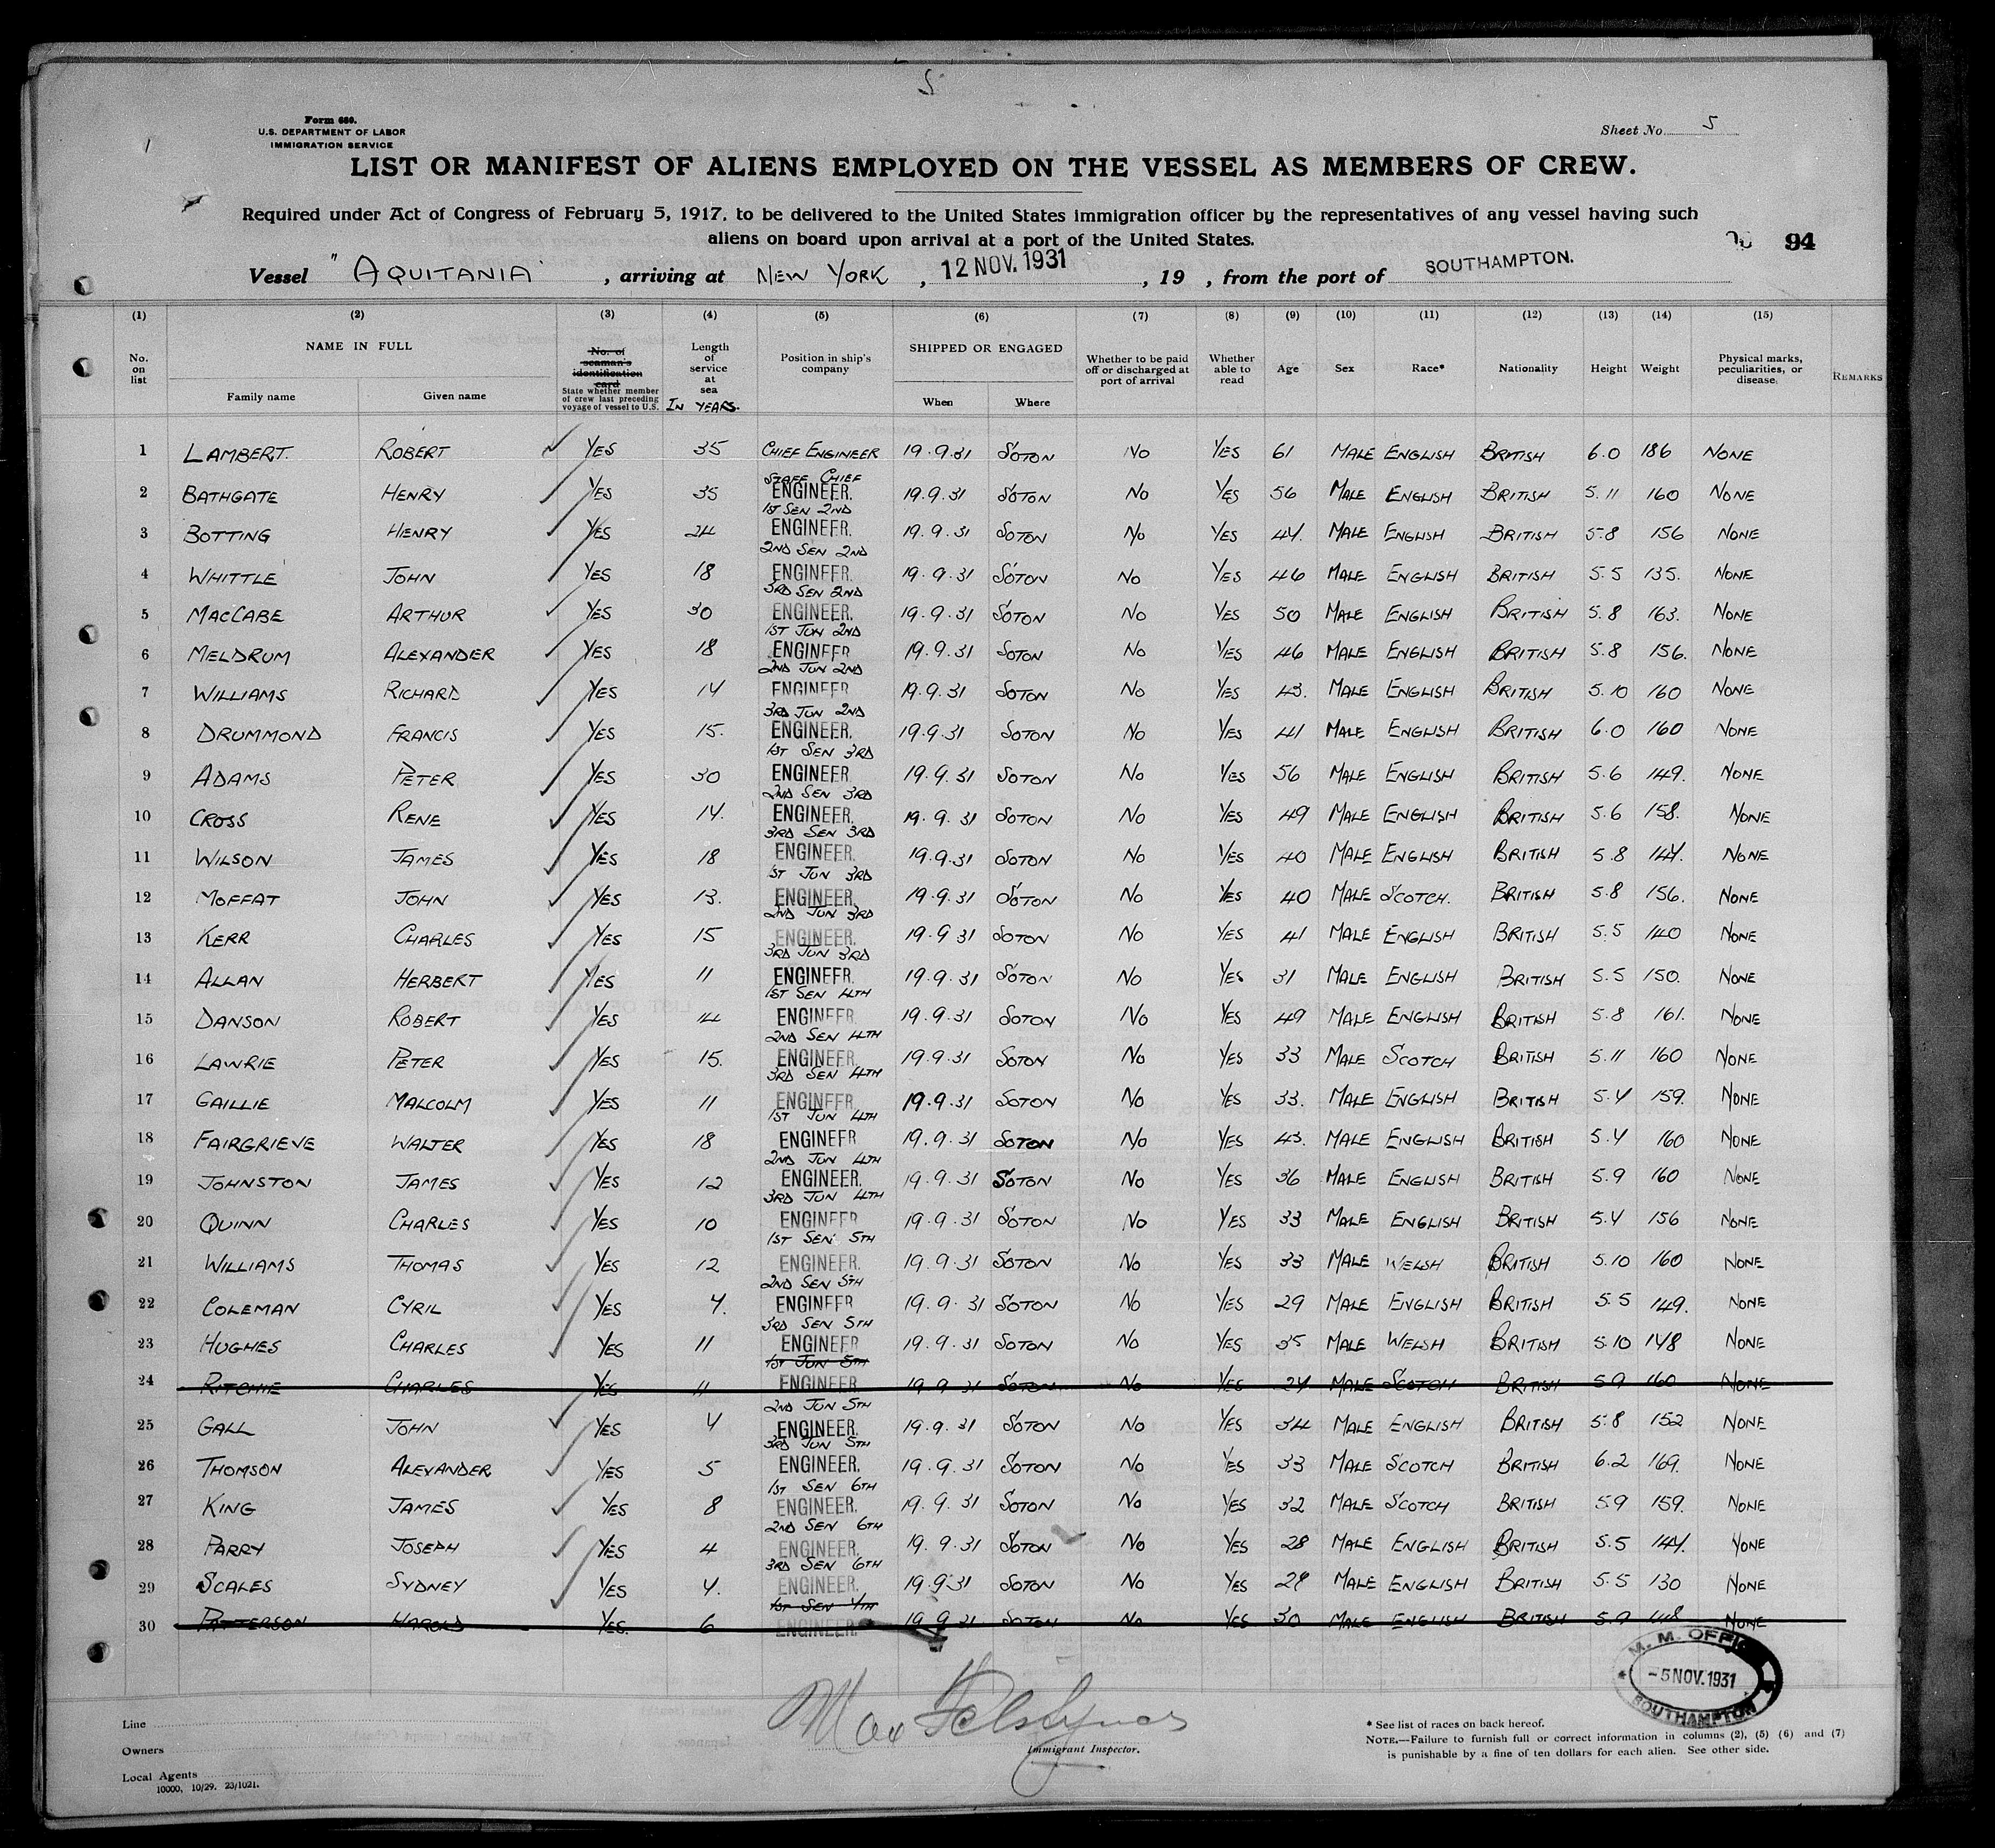 5
Form 680.
U.S. DEPARTMENT OF LABOR
IMMIGRATION SERVICE
Sheet No. 5
LIST OR MANIFEST OF ALIENS EMPLOYED ON THE VESSEL AS MEMBERS OF CREW.
Required under Act of Congress of February 5, 1917, to be delivered to the United States immigration officer by the representatives of any vessel having such
aliens on board upon arrival at a port of the United States.
94
Vessel "AQUITANIA", arriving at NEW YORK, 12 NOV. 1931, 19 , from the port of SOUTHAMPTON.
(1) (2) (3) (4) (5) (6) (7) (8) (9) (10) (11) (12) (13) (14) (15)
No. on list NAME IN FULL Family name Given name No. of seaman's identification card State whether member of crew last preceding voyage of vessel to U.S. Length of service at sea IN YEARS. Position in ship's company SHIPPED OR ENGAGED When Where Whether to be paid off or discharged at port of arrival Whether able to read Age Sex Race* Nationality Height Weight Physical marks, peculiarities, or disease. REMARKS
1 LAMBERT. ROBERT YES 35 CHIEF ENGINEER 19.9.31 SOTON NO YES 61 MALE ENGLISH BRITISH 6.0 186 NONE
2 BATHGATE HENRY YES 35 STAFF CHIEF ENGINEER. 19.9.31 SOTON NO YES 56 MALE ENGLISH BRITISH 5.11 160 NONE
3 BOTTING HENRY YES 24 1ST SEN 2ND ENGINEER. 19.9.31 SOTON NO YES 44. MALE ENGLISH BRITISH 5.8 156 NONE
4 WHITTLE JOHN YES 18 2ND SEN 2ND ENGINEER. 19.9.31 SOTON NO YES 46 MALE ENGLISH BRITISH 5.5 135. NONE
5 MACCABE ARTHUR YES 30 3RD SEN 2ND ENGINEER. 19.9.31 SOTON NO YES 50 MALE ENGLISH BRITISH 5.8 163. NONE
6 MELDRUM ALEXANDER YES 18 1ST JUN 2ND ENGINEER 19.9.31 SOTON NO YES 46 MALE ENGLISH BRITISH 5.8 156. NONE
7 WILLIAMS RICHARD YES 14 2ND JUN 2ND ENGINEER 19.9.31 SOTON NO YES 43. MALE ENGLISH BRITISH 5.10 160 NONE
8 DRUMMOND FRANCIS YES 15. 3RD JUN 2ND ENGINEER. 19.9.31 SOTON NO YES 41 MALE ENGLISH BRITISH 6.0 160 NONE
9 ADAMS PETER YES 30 1ST SEN 3RD ENGINEER. 19.9.31 SOTON NO YES 56 MALE ENGLISH BRITISH 5.6 149. NONE
10 CROSS RENE YES 14. 2ND SEN 3RD ENGINEER. 19.9.31 SOTON NO YES 49 MALE ENGLISH BRITISH 5.6 158. NONE
11 WILSON JAMES YES 18 3RD SEN 3RD ENGINEER. 19.9.31 SOTON NO YES 40 MALE ENGLISH BRITISH 5.8 144. NONE
12 MOFFAT JOHN YES 13. 1ST JUN 3RD ENGINEER. 19.9.31 SOTON NO YES 40 MALE SCOTCH. BRITISH 5.8 156. NONE
13 KERR CHARLES YES 15 2ND JUN 3RD ENGINEER. 19.9.31 SOTON NO YES 41 MALE ENGLISH BRITISH 5.5 140 NONE
14 ALLAN HERBERT YES 11 3RD JUN 3RD ENGINEER. 19.9.31 SOTON NO YES 31 MALE ENGLISH BRITISH 5.5 150. NONE
15 DANSON ROBERT YES 14 1ST SEN 4TH ENGINEER 19.9.31 SOTON NO YES 49 MALE ENGLISH BRITISH 5.8 161. NONE
16 LAWRIE PETER YES 15. 2ND SEN 4TH ENGINEER. 19.9.31 SOTON NO YES 33 MALE SCOTCH BRITISH 5.11 160 NONE
17 GAILLIE MALCOLM YES 11 3RD SEN 4TH ENGINEER 19.9.31 SOTON NO YES 33. MALE ENGLISH BRITISH 5.4 159. NONE
18 FAIRGRIEVE WALTER YES 18 1ST JUN 4TH ENGINEER 19.9.31 SOTON NO YES 43. MALE ENGLISH BRITISH 5.4 160 NONE
19 JOHNSTON JAMES YES 12 2ND JUN 4TH ENGINEER. 19.9.31 SOTON NO YES 36 MALE ENGLISH BRITISH 5.9 160 NONE
20 QUINN CHARLES YES 10 3RD JUN 4TH ENGINEER 19.9.31 SOTON NO YES 33 MALE ENGLISH BRITISH 5.4 156 NONE
21 WILLIAMS THOMAS YES 12 1ST SEN 5TH ENGINEER. 19.9.31 SOTON NO YES 33 MALE WELSH BRITISH 5.10 160 NONE
22 COLEMAN CYRIL YES 4. 2ND SEN 5TH ENGINEER 19.9.31 SOTON NO YES 29 MALE ENGLISH BRITISH 5.5 149. NONE
23 HUGHES CHARLES YES 11 3RD SEN 5TH ENGINEER 19.9.31 SOTON NO YES 35 MALE WELSH BRITISH 5.10 148 NONE
24 RITCHIE CHARLES YES 11 1ST JUN 5TH ENGINEER 19.9.31 SOTON NO YES 24 MALE SCOTCH BRITISH 5.9 160 NONE
25 GALL JOHN YES 4 2ND JUN 5TH ENGINEER. 19.9.31 SOTON NO YES 34 MALE ENGLISH BRITISH 5.8 152 NONE
26 THOMSON ALEXANDER YES 5 3RD JUN 5TH ENGINEER. 19.9.31 SOTON NO YES 33 MALE SCOTCH BRITISH 6.2 169. NONE
27 KING JAMES YES 8 1ST SEN 6TH ENGINEER. 19.9.31 SOTON NO YES 32 MALE SCOTCH BRITISH 5.9 159. NONE
28 PARRY JOSEPH YES 4 2ND SEN 6TH ENGINEER. 19.9.31 SOTON NO YES 28 MALE ENGLISH BRITISH 5.5 144. NONE
29 SCALES SYDNEY YES 4. 3RD SEN 6TH ENGINEER. 19.9.31 SOTON NO YES 28 MALE ENGLISH BRITISH 5.5 130 NONE
30 PATTERSON HAROLD YES. 6 1ST SEN 7TH ENGINEER. 19.9.31 SOTON NO YES 30 MALE ENGLISH BRITISH 5.9 148 NONE
M. M. OFFICE
-5 NOV. 1931
SOUTHAMPTON
Max
Immigrant Inspector.
Line
Owners
Local Agents
10000, 10/29. 23/1021.
* See list of races on back hereof.
NOTE.—Failure to furnish full or correct information in columns (2), (5) (6) and (7)
is punishable by a fine of ten dollars for each alien. See other side.